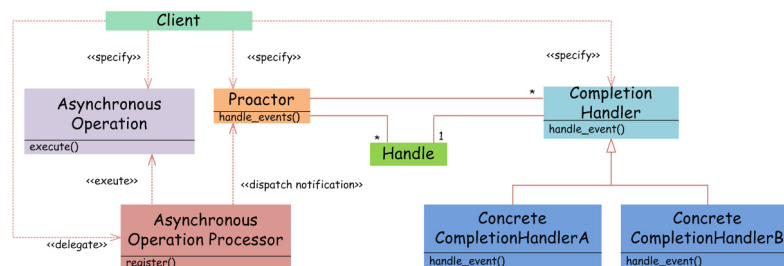 Client
<<specify>>
<<specify>>
<<specify>>
Asynchronous
Operation
execute()
Proactor
handle_events()
*
Completion
Handler
handle_event()
*
1
Handle
<<exeute>>
<<dispatch notification>>
Asynchronous
Operation Processor
register()
<<delegate>>
Concrete
CompletionHandlerA
handle_event()
Concrete
CompletionHandlerB
handle_event()